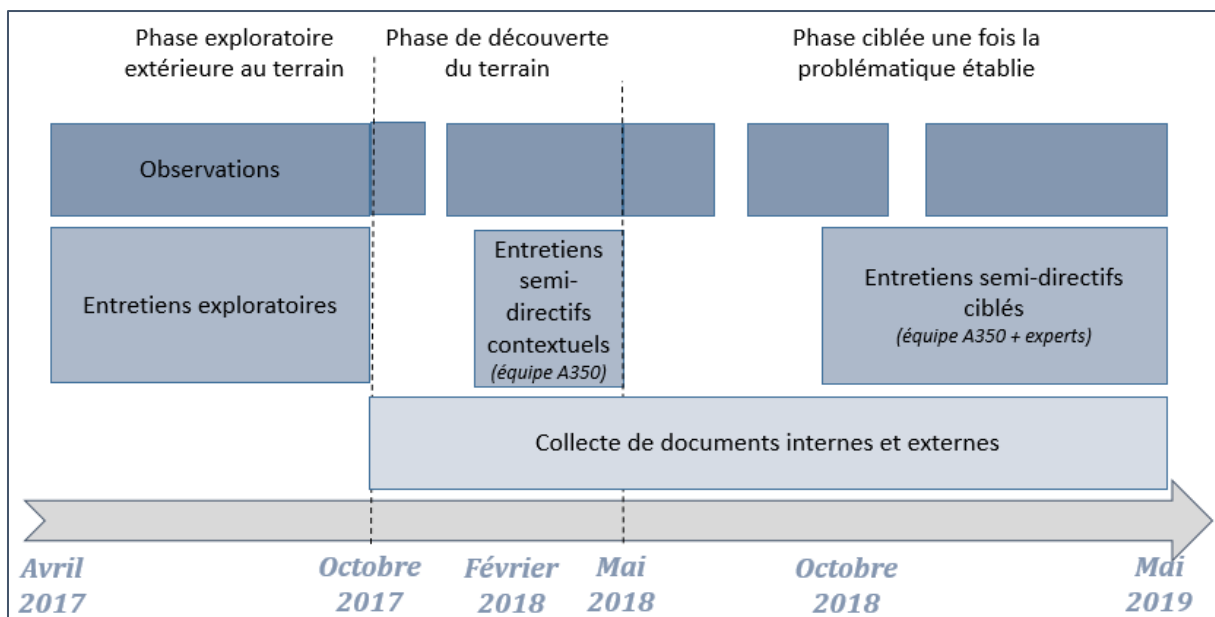 Phase exploratoire
extérieure au terrain
Phase de découverte
du terrain
Phase ciblée une fois la
problématique établie
Observations
Entretiens exploratoires
Entretiens
semi-
directifs
contextuels
(équipe A350)
Entretiens semi-directifs
ciblés
(équipe A350 + experts)
Collecte de documents internes et externes
Avril
2017
Octobre
2017
Février
2018
Mai
2018
Octobre
2018
Mai
2019